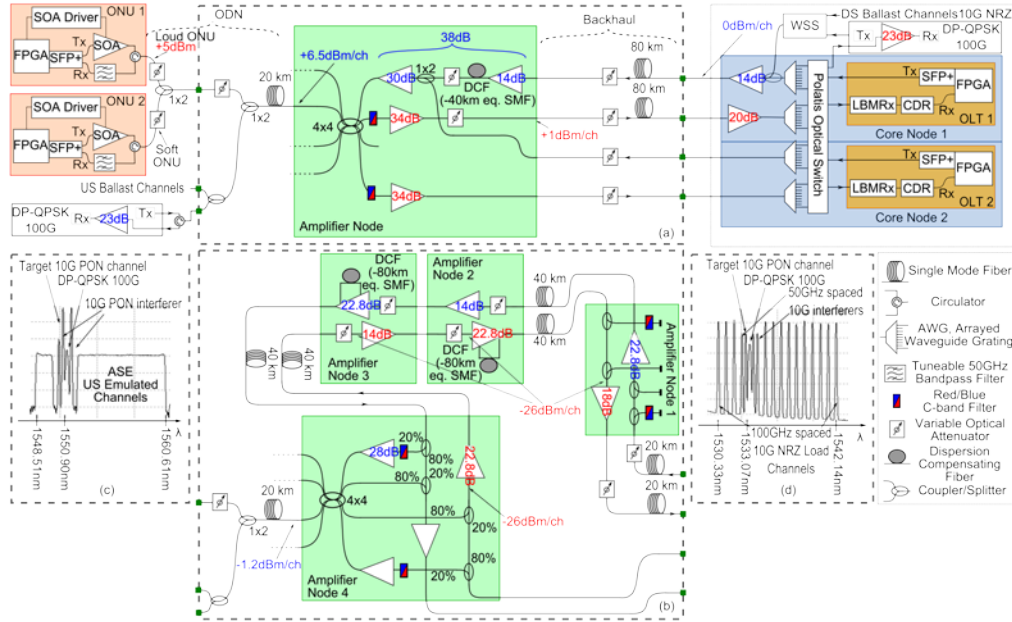 ONU 1
SOA Driver
FPGA
Tx
SFP+
SOA
Rx
Loud ONU
+5dBm
1x2
ONU 2
SOA Driver
FPGA
Tx
SFP+
SOA
Rx
Soft
ONU
US Ballast Channels
DP-QPSK
100G
Rx
23dB
Tx
ODN
20
km
1x2
+6.5dBm/ch
4x4
38dB
30dB
1x2
DCF
(-40km eq. SMF)
14dB
34dB
34dB
+1dBm/ch
Amplifier Node
Backhaul
80
km
80
km
(a)
0dBm/ch
DS Ballast Channels10G NRZ
WSS
Tx
23dB
Rx
DP-QPSK
100G
14dB
20dB
Polatis Optical Switch
Tx
SFP+
FPGA
LBMRx
CDR
Rx
OLT 1
Core Node 1
Tx
SFP+
FPGA
LBMRx
CDR
Rx
OLT 2
Core Node 2
Target 10G PON channel
DP-QPSK 100G
10G PON interferer
ASE
US Emulated
Channels
λ
1548.51nm
1550.90nm
1560.61nm
(c)
DCF
(-80km
eq. SMF)
22.8dB
14dB
Amplifier
Node 3
40 km
40 km
Amplifier
Node 2
14dB
22.8dB
DCF
(-80km
eq. SMF)
40 km
40 km
-26dBm/ch
18dB
22.8dB
Amplifier Node 1
20 km
20
km
20 km
1x2
-1.2dBm/ch
4x4
28dB
20%
80%
80%
20%
22.8dB
-26dBm/ch
80%
20%
80%
20%
Amplifier
Node 4
(b)
Target 10G PON channel
DP-QPSK 100G
50GHz spaced
10G interferers
λ
1530.33nm
1533.07nm
1542.14nm
100GHz spaced
10G NRZ Load
Channels
(d)
Single Mode Fiber
Circulator
AWG, Arrayed
Waveguide Grating
Tuneable 50GHz
Bandpass Filter
Red/Blue
C-band Filter
Variable Optical
Attenuator
Dispersion
Compensating
Fiber
Coupler/Splitter